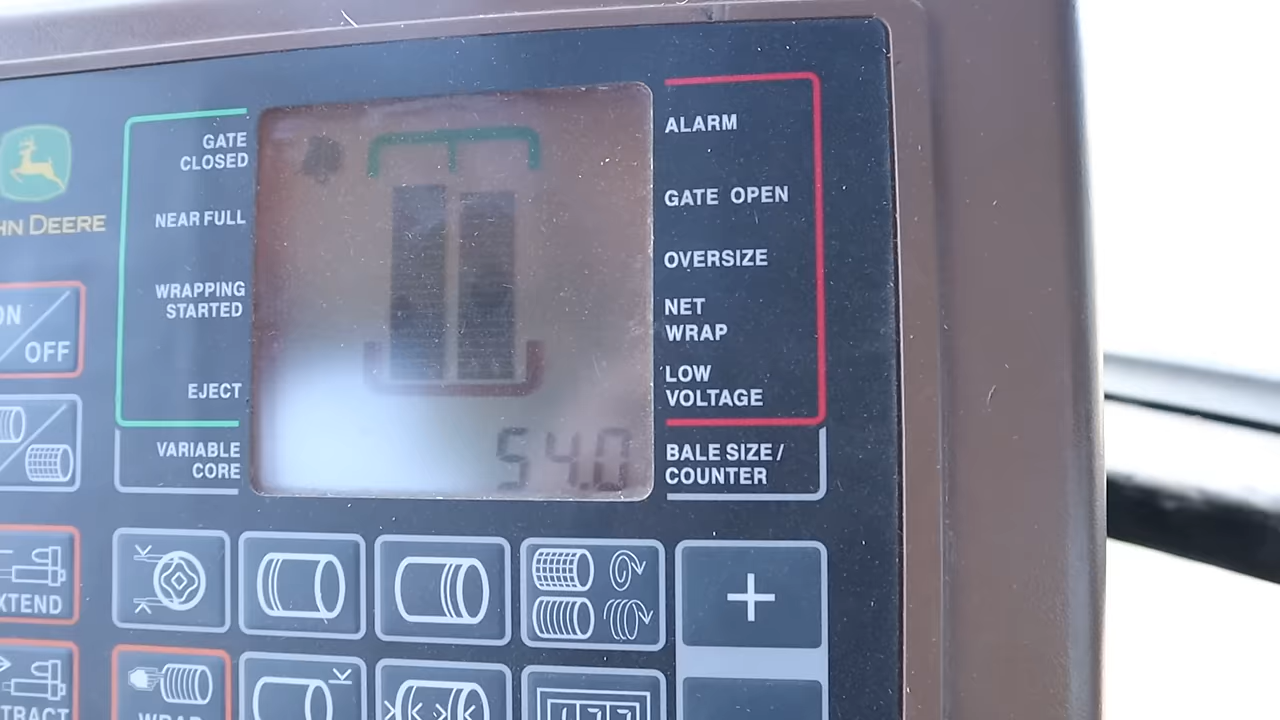 GATE
CLOSED
NEAR FULL
WRAPPING
STARTED
EJECT
VARIABLE
CORE
54.0
ALARM
GATE OPEN
OVERSIZE
NET
WRAP
LOW
VOLTAGE
BALE SIZE /
COUNTER
HN DEERE
ON
OFF
XTEND
TRACT
WRAP
+